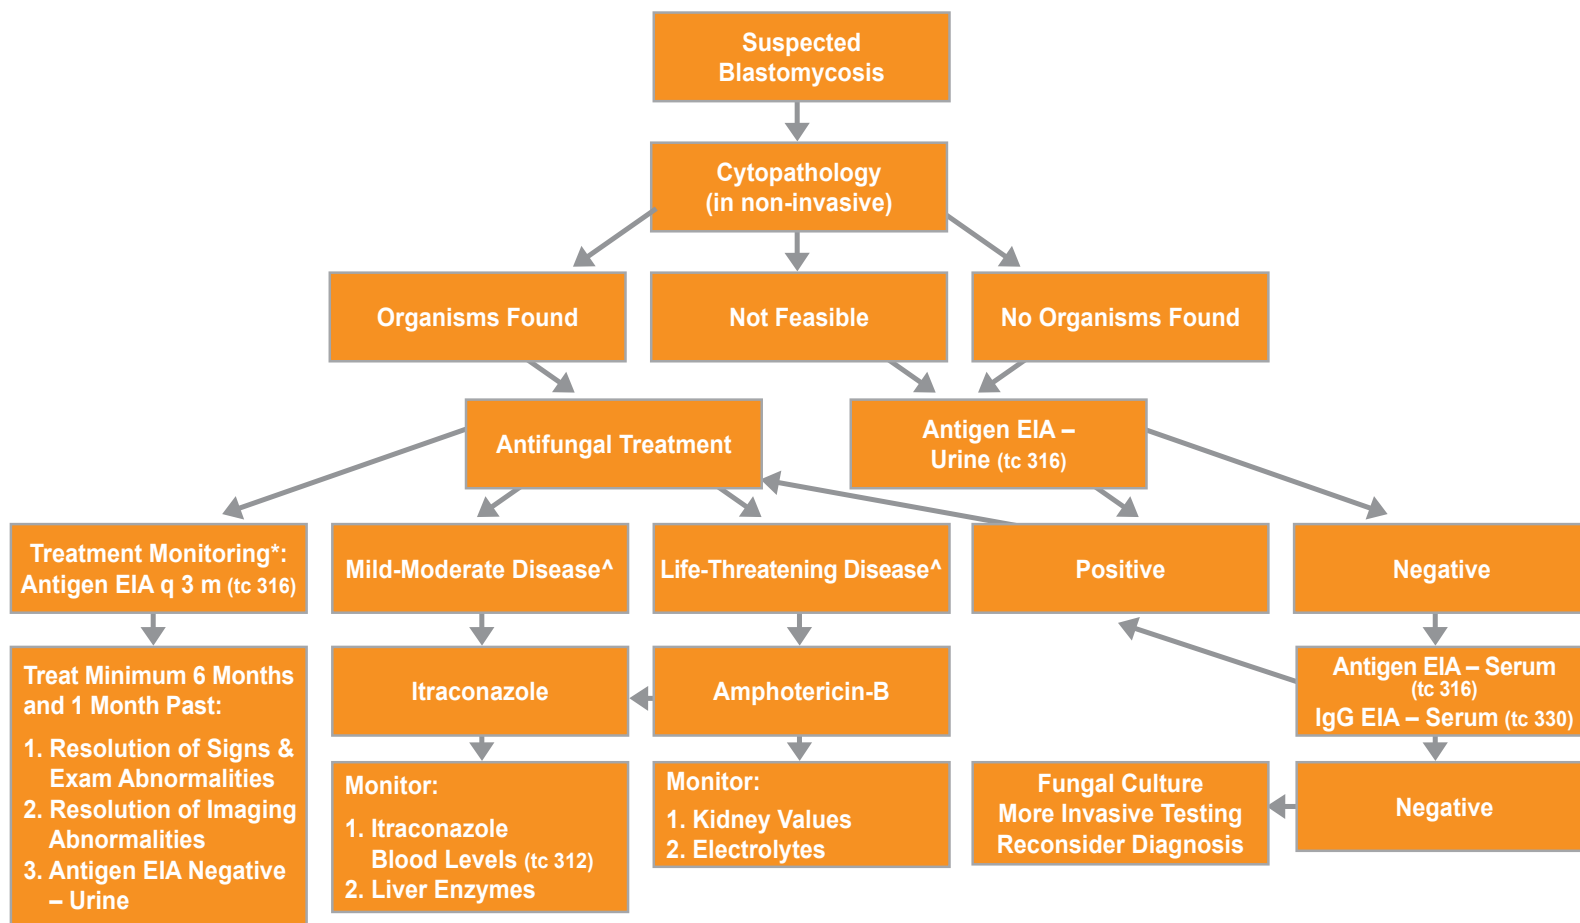 Suspected
Blastomycosis
Cytopathology
(in non-invasive)
Organisms Found
Not Feasible
No Organisms Found
Antifungal Treatment
Antigen EIA –
Urine (tc 316)
Treatment Monitoring*:
Antigen EIA q 3 m (tc 316)
Mild-Moderate Disease^
Life-Threatening Disease^
Positive
Negative
Treat Minimum 6 Months
and 1 Month Past:
1. Resolution of Signs &
Exam Abnormalities
2. Resolution of Imaging
Abnormalities
3. Antigen EIA Negative
– Urine
Itraconazole
Amphotericin-B
Antigen EIA – Serum
(tc 316)
IgG EIA – Serum (tc 330)
Monitor:
1. Itraconazole
Blood Levels (tc 312)
2. Liver Enzymes
Monitor:
1. Kidney Values
2. Electrolytes
Fungal Culture
More Invasive Testing
Reconsider Diagnosis
Negative